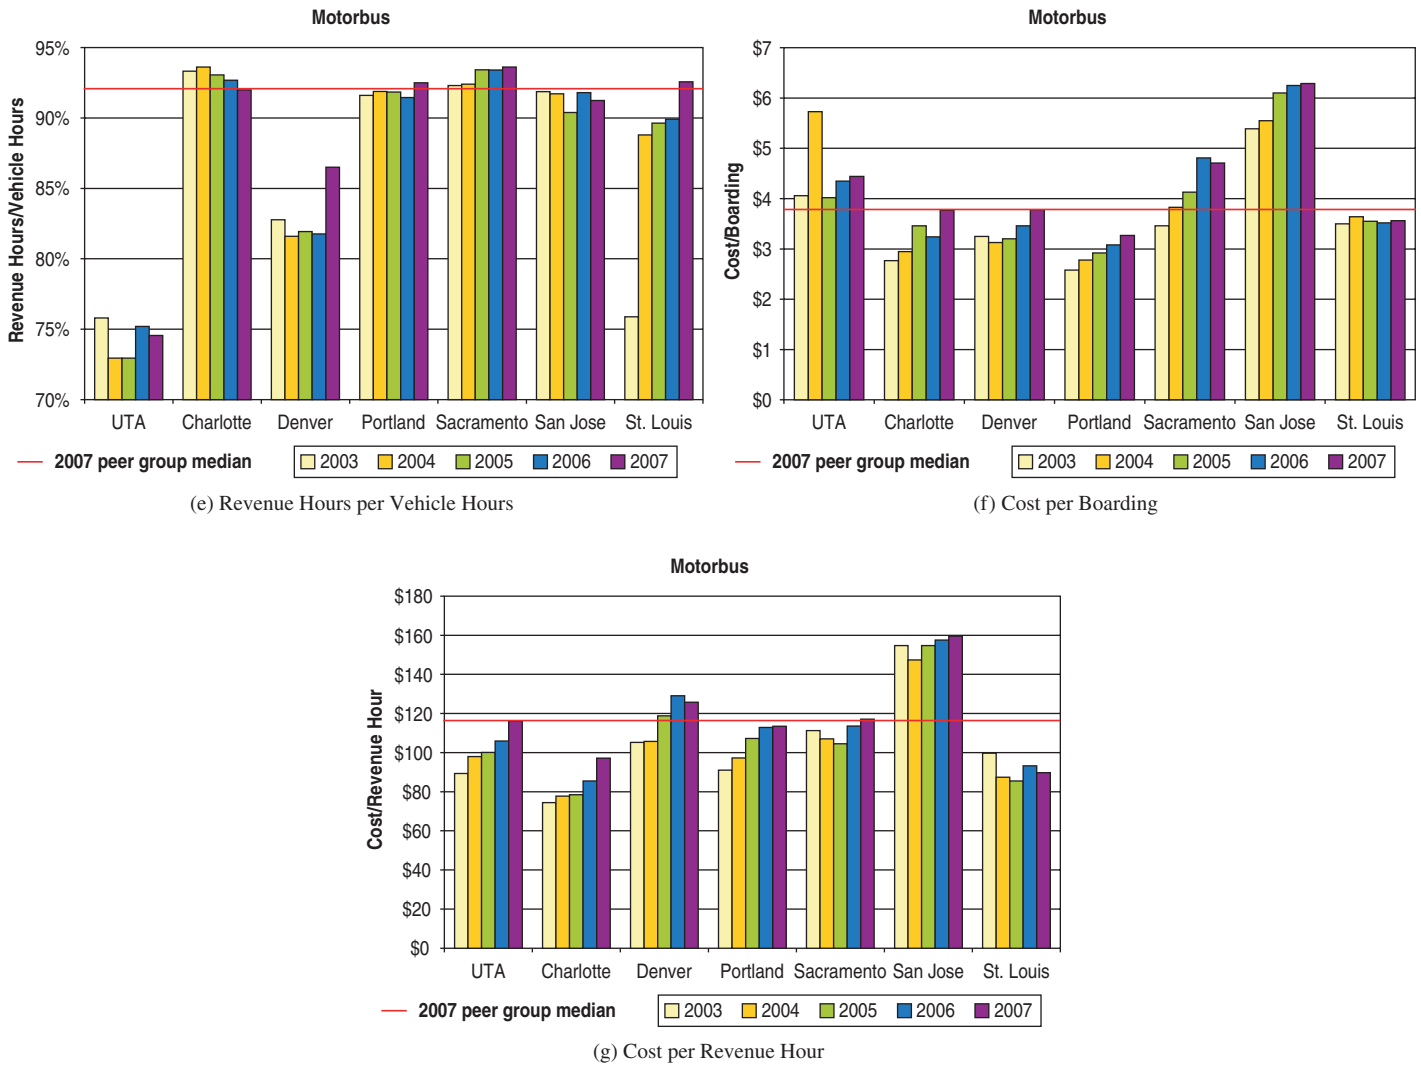 Motorbus
95%
90%
85%
80%
75%
70%
Revenue Hours/Vehicle Hours
UTA Charlotte Denver Portland Sacramento San Jose St. Louis
2007 peer group median 2003 2004 2005 2006 2007
(e) Revenue Hours per Vehicle Hours
Motorbus
$7
$6
$5
$4
$3
$2
$1
$0
Cost/Boarding
UTA Charlotte Denver Portland Sacramento San Jose St. Louis
2007 peer group median 2003 2004 2005 2006 2007
(f) Cost per Boarding
Motorbus
$180
$160
$140
$120
$100
$80
$60
$40
$20
$0
Cost/Revenue Hour
UTA Charlotte Denver Portland Sacramento San Jose St. Louis
2007 peer group median 2003 2004 2005 2006 2007
(g) Cost per Revenue Hour